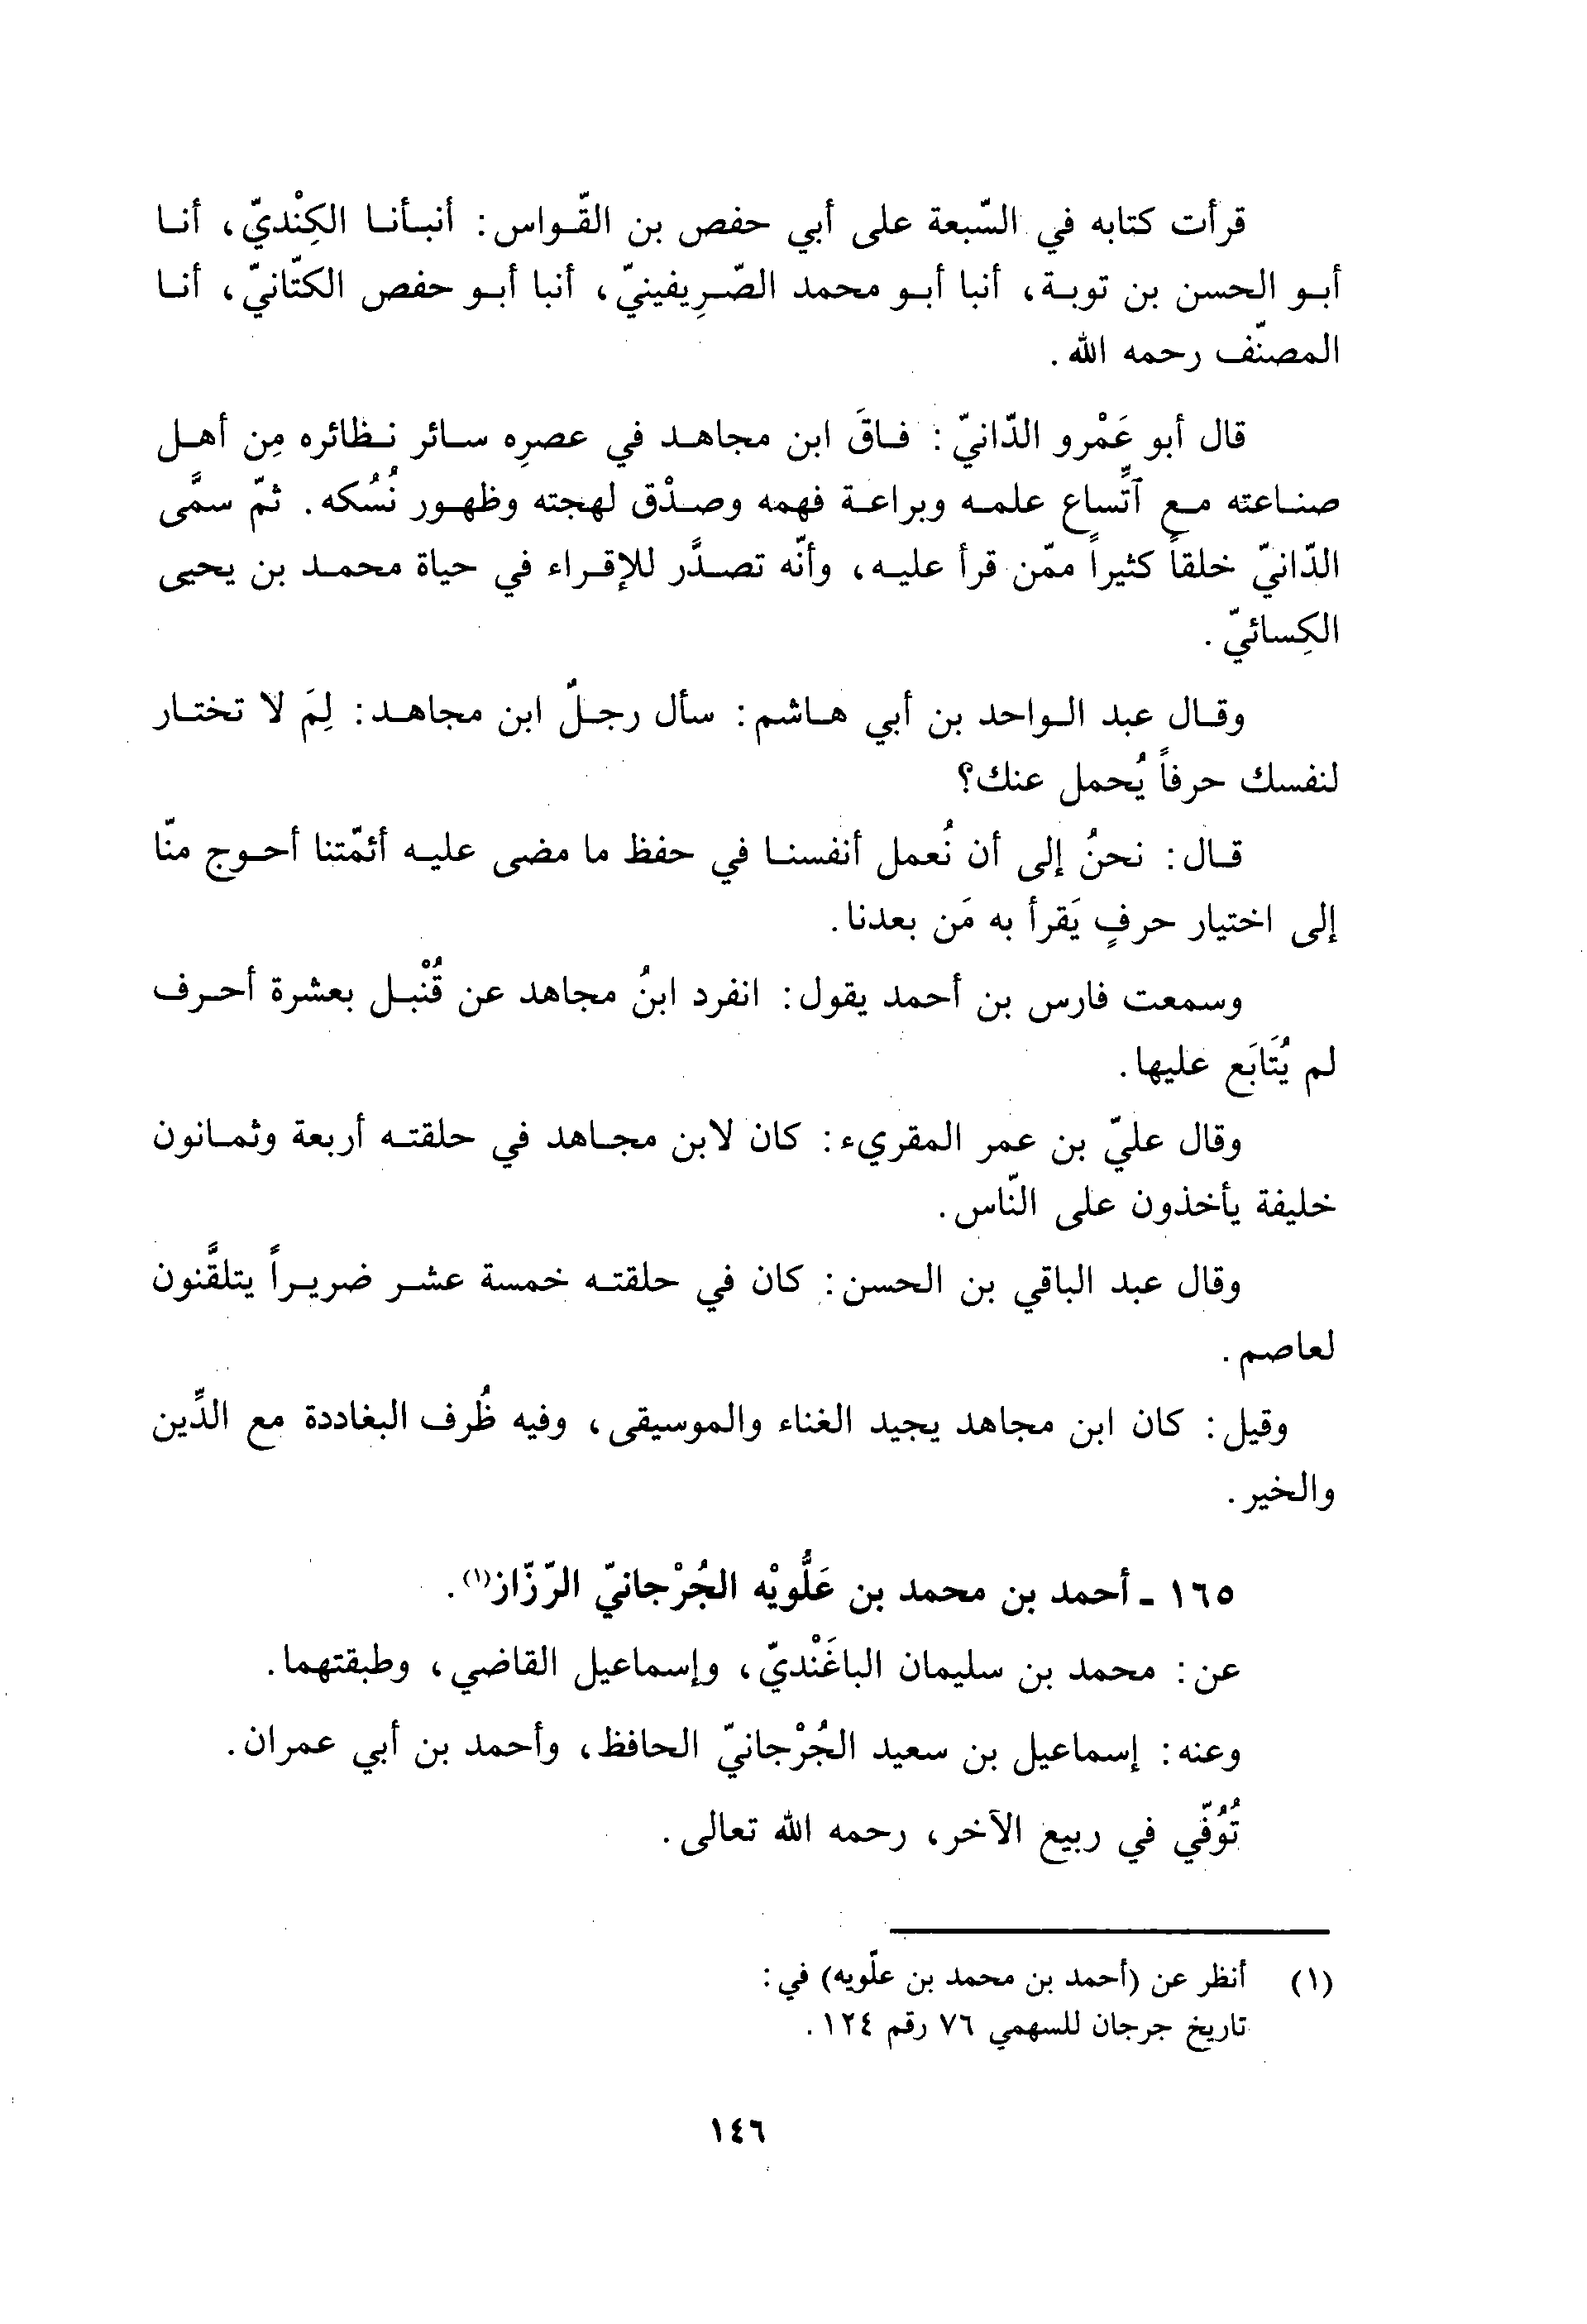 قرأت كتابه في السّبعة على أبي حفص بن القّواس: أنبأنا الكِنْديّ، أنا
أبو الحسن بن توبة، أنبا أبو محمد الصّرِيفينيّ، أنبا أبو حفص الكتّانيّ، أنا
المصنّف رحمه الله.
قال أبو عَمْرو الدّانيّ: فاقَ ابن مجاهد في عصرِه سائر نظائره مِن أهل
صناعته مع آتِّساع علمه وبراعة فهمه وصدْق لهجته وظهور نُسُكه. ثمّ سمَّى
الدّانيّ خلقاً كثيراً ممّن قرأ عليه، وأنّه تصدَّر للإقراء في حياة محمد بن يحيى
الكِسائيّ.
وقال عبد الواحد بن أبي هاشم: سأل رجلٌ ابن مجاهد: لِمَ لا تختار
لنفسك حرفاً يُحمل عنك؟
قال: نحنُ إلى أن نُعمل أنفسنا في حفظ ما مضى عليه أئمّتنا أحوج منّا
إلى اختيار حرفٍ يَقرأ به مَن بعدنا.
وسمعت فارس بن أحمد يقول: انفرد ابنُ مجاهد عن قُنْبل بعشرة أحرف
لم يُتَابَع عليها.
وقال عليّ بن عمر المقريء: كان لابن مجاهد في حلقته أربعة وثمانون
خليفة يأخذون على النّاس.
وقال عبد الباقي بن الحسن: كان في حلقته خمسة عشر ضريراً يتلقَّنون
لعاصم.
وقيل: كان ابن مجاهد يجيد الغناء والموسيقى، وفيه ظُرف البغاددة مع الدِّين
والخير.
١٦٥ - أحمد بن محمد بن عَلُّويْه الجُرْجانيّ الرّزّاز(١).
عن: محمد بن سليمان الباغَنْديّ، وإسماعيل القاضي، وطبقتهما.
وعنه: إسماعيل بن سعيد الجُرْجانيّ الحافظ، وأحمد بن أبي عمران.
تُوُفّي في ربيع الآخر، رحمه الله تعالى.
(١) أنظر عن (أحمد بن محمد بن علّويه) في:
تاريخ جرجان للسهمي ٧٦ رقم ١٢٤.
١٤٦